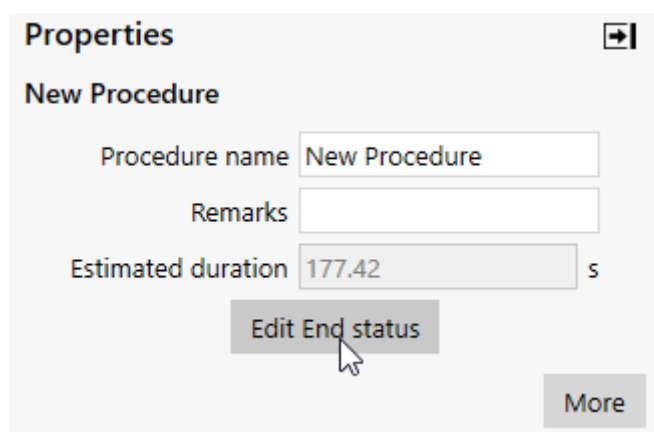 Properties
New Procedure
Procedure name New Procedure
Remarks
Estimated duration 177.42 s
Edit End status
More